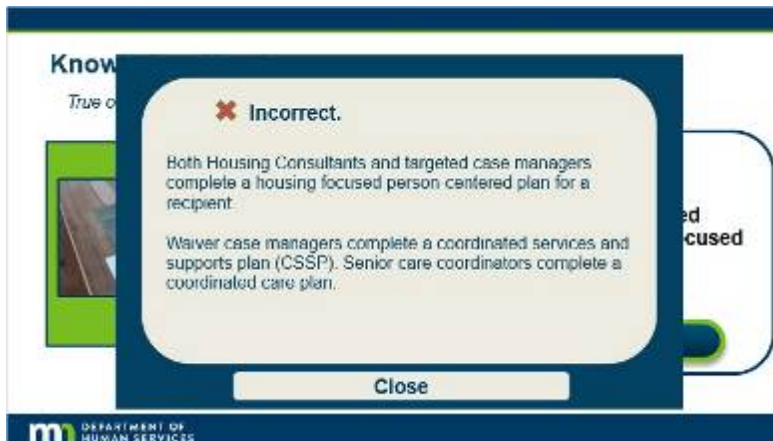 Know
True o
✖ Incorrect.
Both Housing Consultants and targeted case managers
complete a housing focused person centered plan for a
recipient
Waiver case managers complete a coordinated services and
supports plan (CSSP). Senior care coordinators complete a
coordinated care plan.
ed
cused
Close
DEPARTMENT OF
HUMAN SERVICES